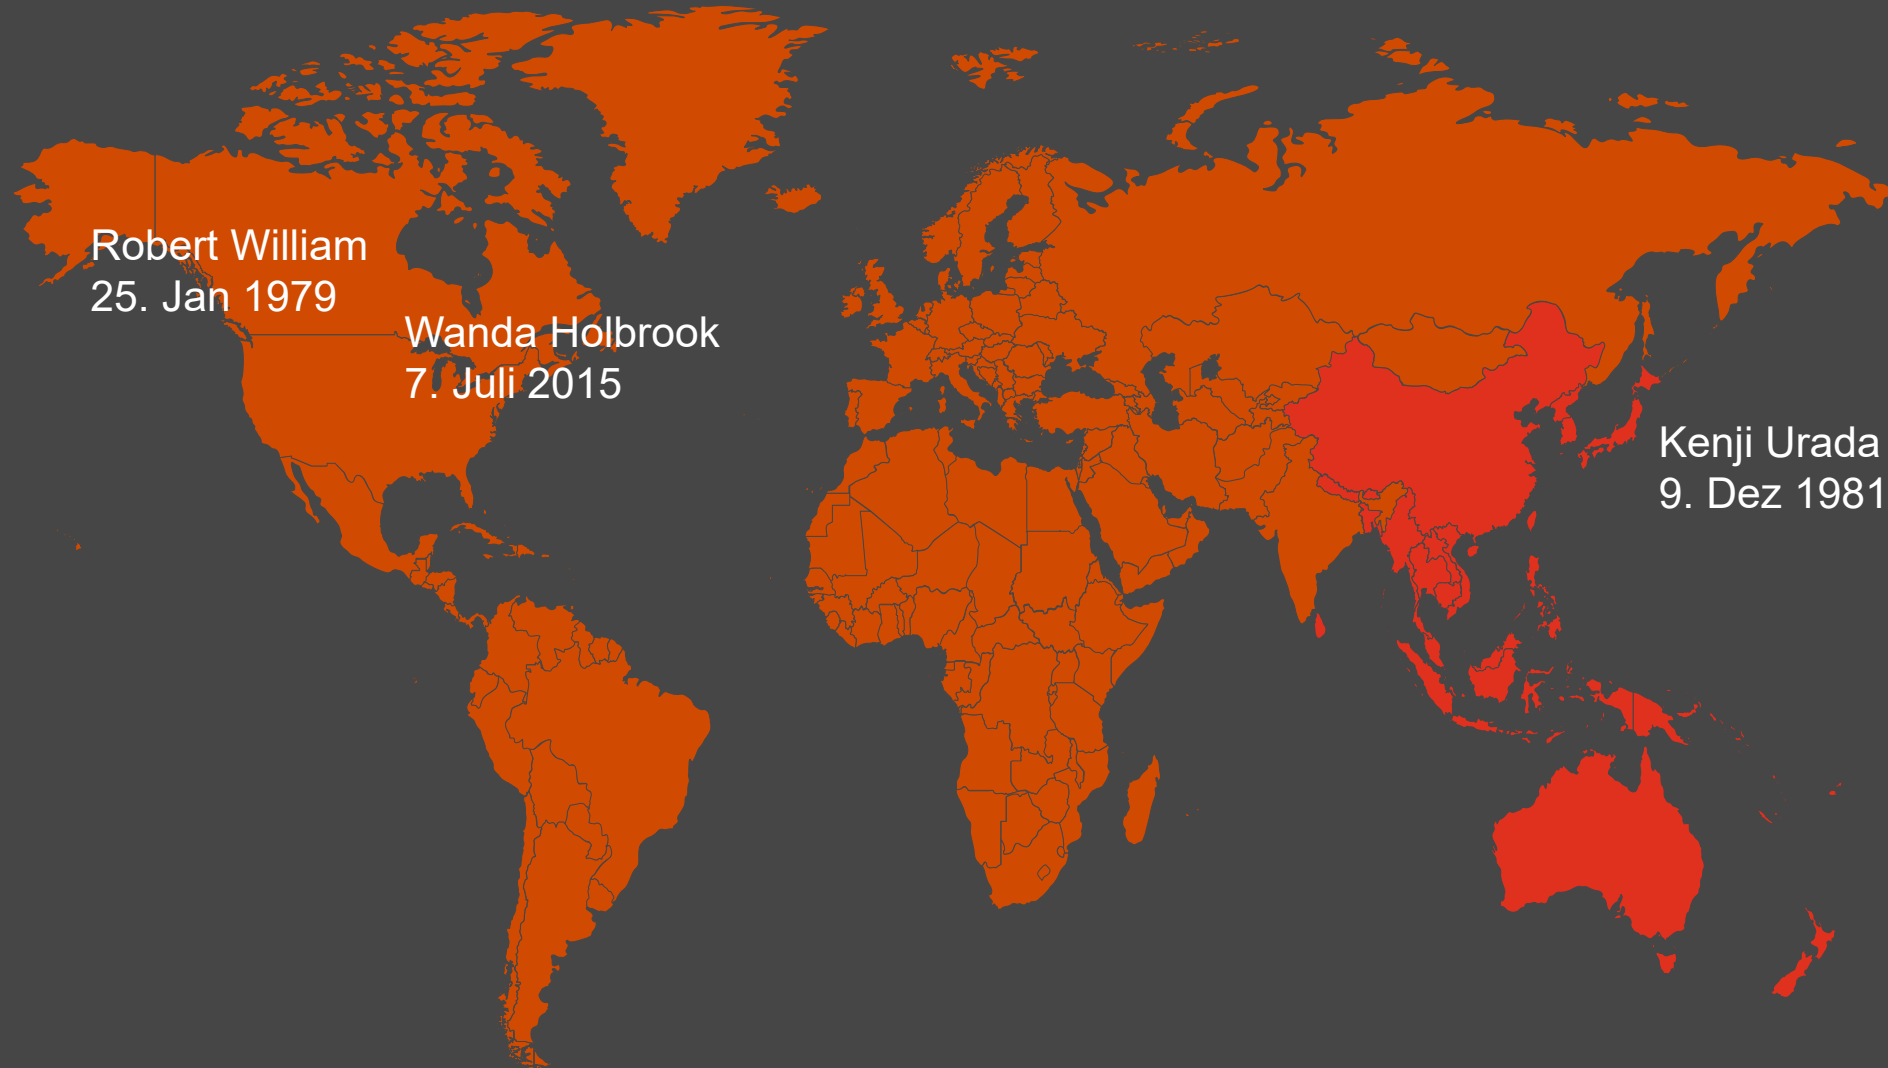 Robert William
25. Jan 1979
Wanda Holbrook
7. Juli 2015
Kenji Urada
9. Dez 1981